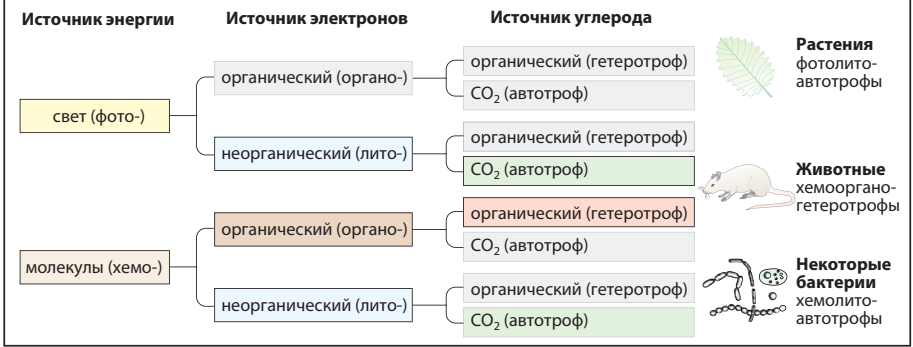 Источник энергии
Источник электронов
Источник углерода
свет (фото-)
органический (органо-)
органический (гетеротроф)
CO₂ (автотроф)
неорганический (лито-)
органический (гетеротроф)
CO₂ (автотроф)
молекулы (хемо-)
органический (органо-)
органический (гетеротроф)
CO₂ (автотроф)
неорганический (лито-)
органический (гетеротроф)
CO₂ (автотроф)
Растения
фотолито-
автотрофы
Животные
хемооргано-
гетеротрофы
Некоторые
бактерии
хемолито-
автотрофы